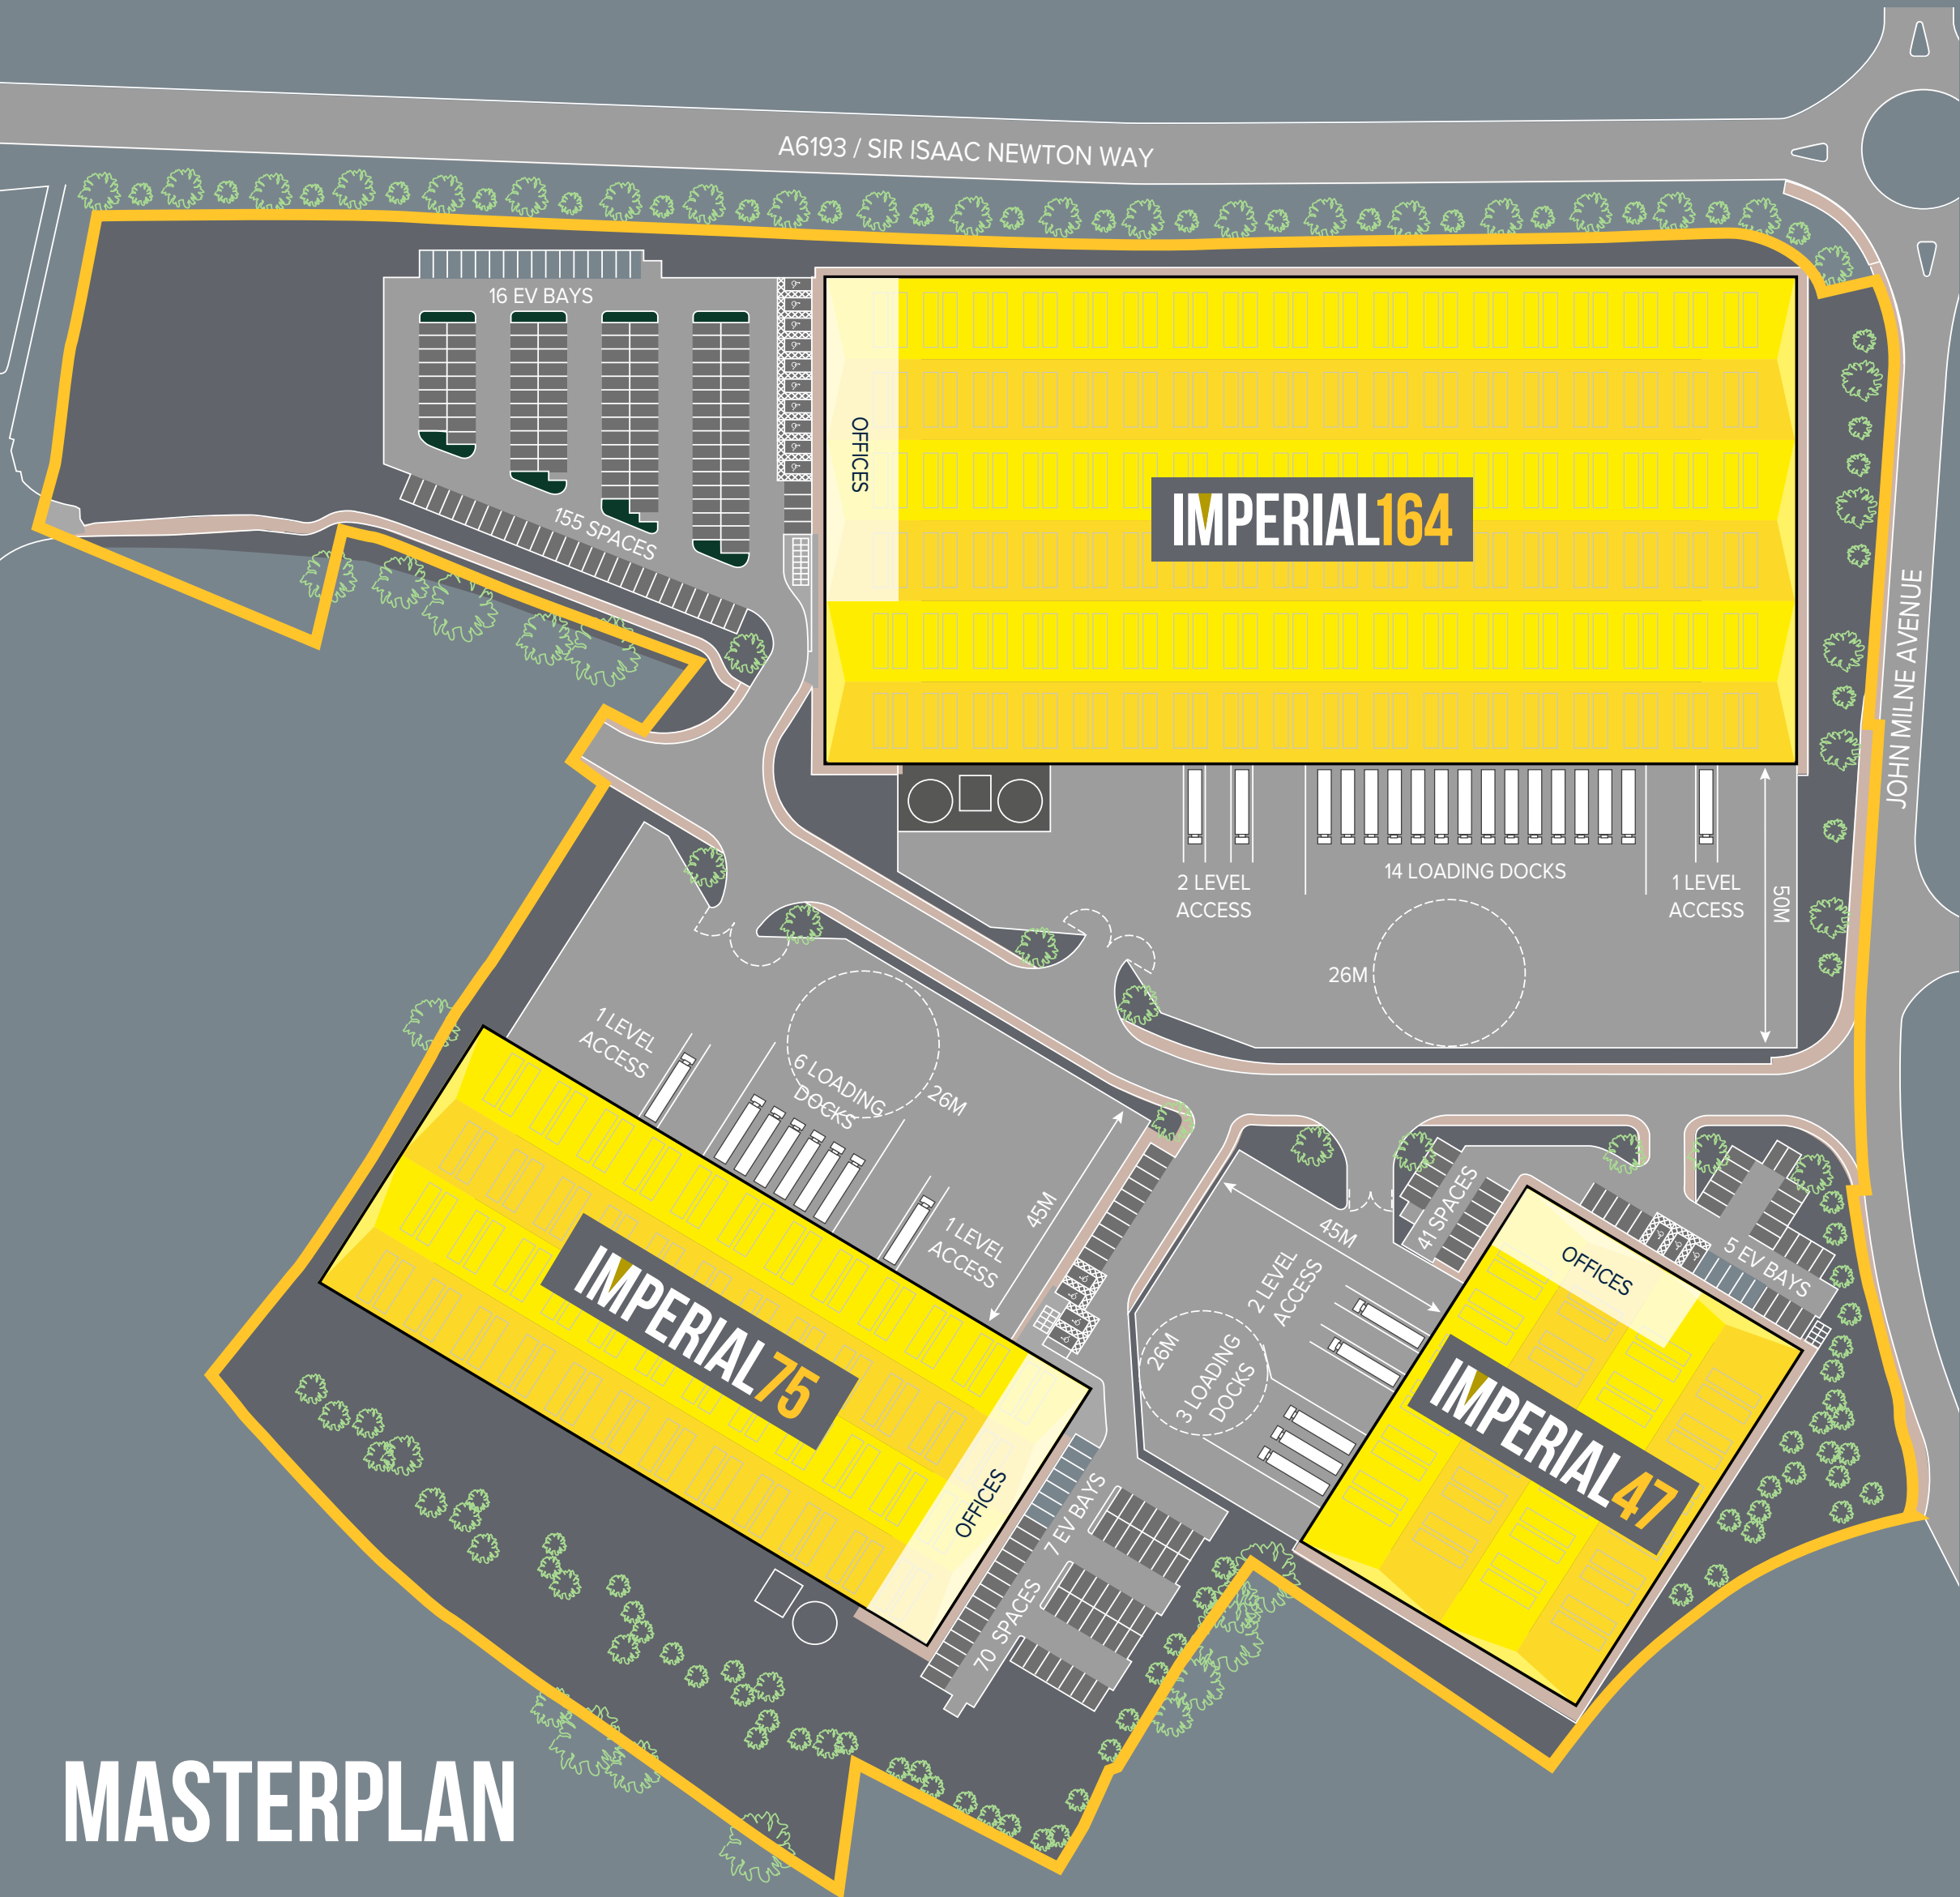 A6193 / SIR ISAAC NEWTON WAY
16 EV BAYS
155 SPACES
OFFICES
IMPERIAL164
JOHN MILNE AVENUE
2 LEVEL
ACCESS
14 LOADING DOCKS
1 LEVEL
ACCESS
50M
26M
1 LEVEL
ACCESS
6 LOADING
DOCKS
26M
45M
1 LEVEL
ACCESS
IMPERIAL75
OFFICES
7 EV BAYS
70 SPACES
45M
2 LEVEL
ACCESS
26M
3 LOADING
DOCKS
41 SPACES
5 EV BAYS
OFFICES
IMPERIAL47
MASTERPLAN